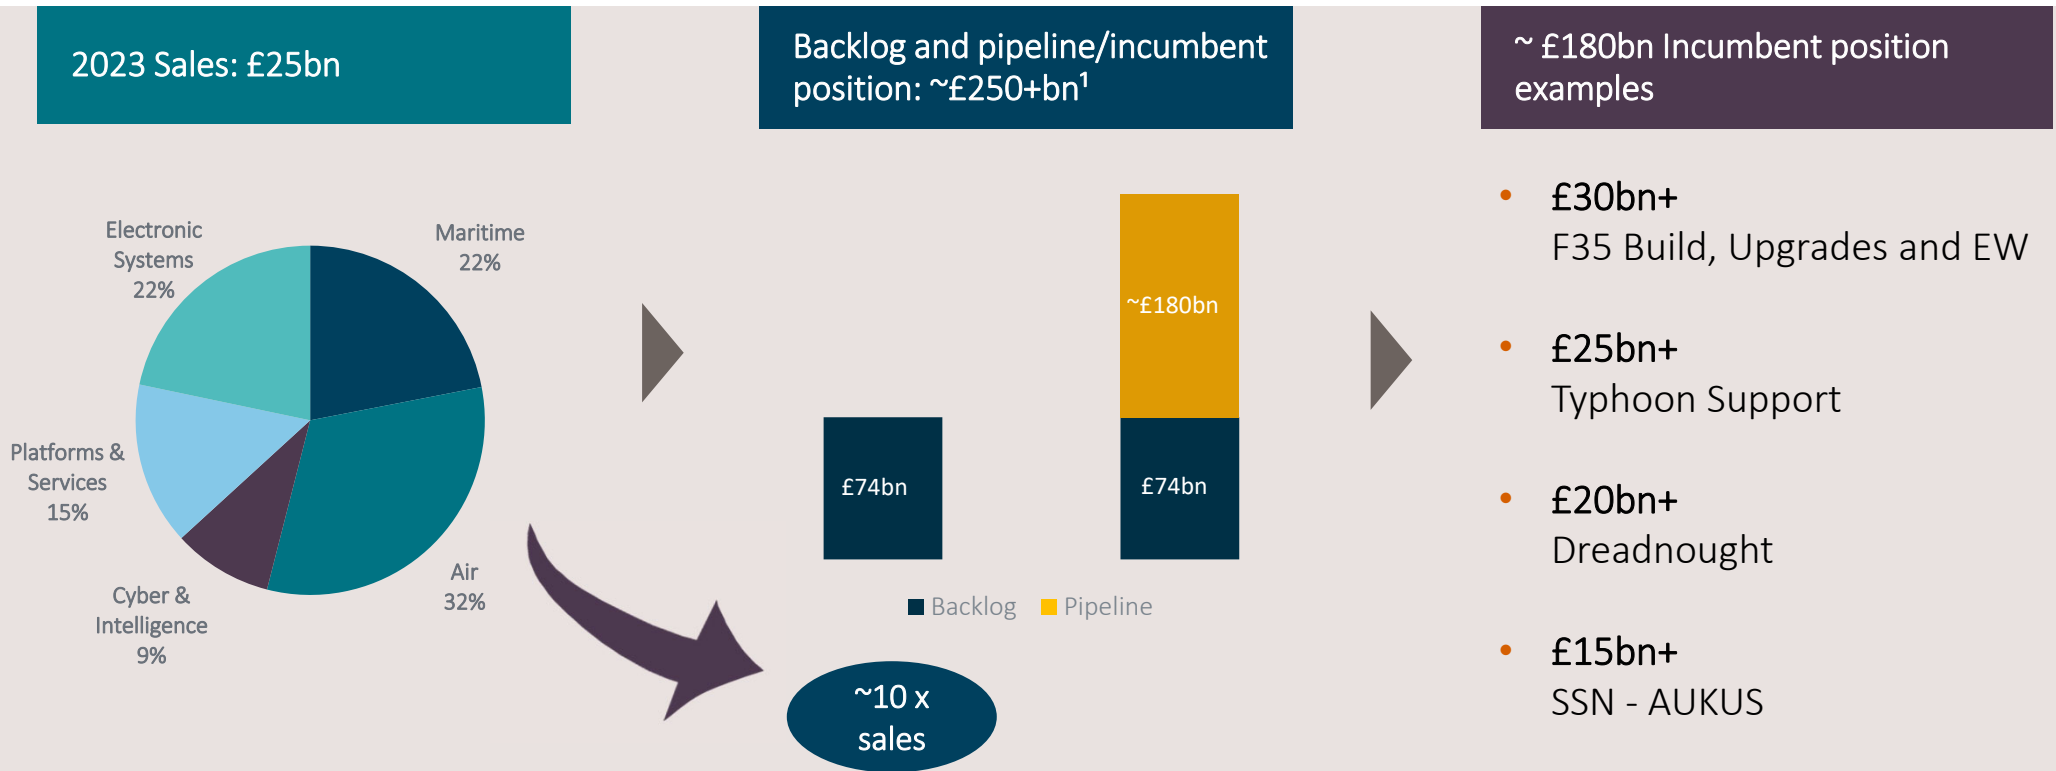 2023 Sales: £25bn
Electronic
Systems
22%
Maritime
22%
Platforms &
Services
15%
Cyber &
Intelligence
9%
Air
32%
Backlog and pipeline/incumbent
position: ~£250+bn¹
£74bn
~£180bn
£74bn
Backlog Pipeline
~10 x
sales
~ £180bn Incumbent position
examples
• £30bn+
F35 Build, Upgrades and EW
• £25bn+
Typhoon Support
• £20bn+
Dreadnought
• £15bn+
SSN - AUKUS